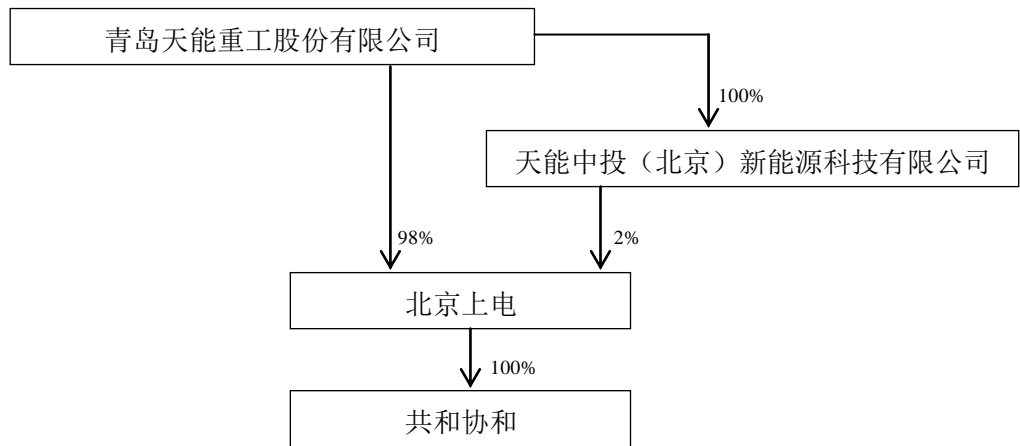 青岛天能重工股份有限公司
100%
天能中投（北京）新能源科技有限公司
98%
2%
北京上电
100%
共和协和